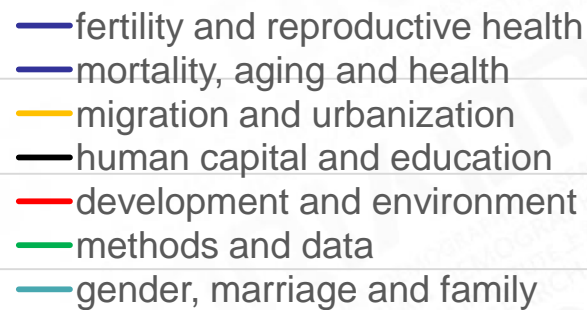 fertility and reproductive health
mortality, aging and health
migration and urbanization
human capital and education
development and environment
methods and data
gender, marriage and family